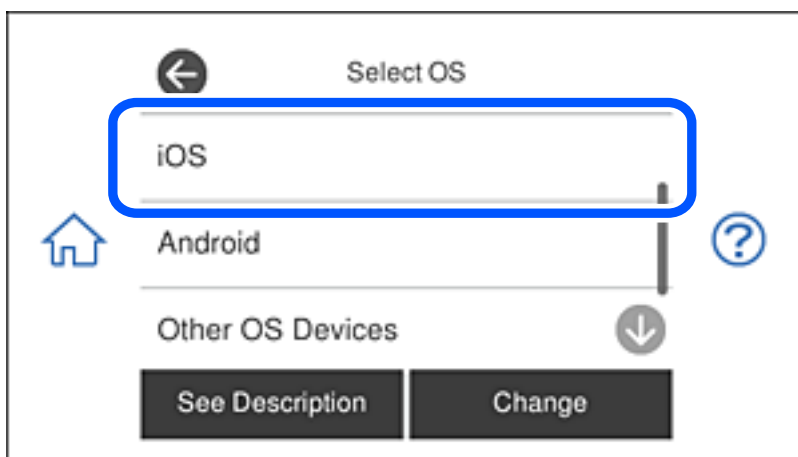 Select OS
iOS
Android
Other OS Devices
See Description
Change